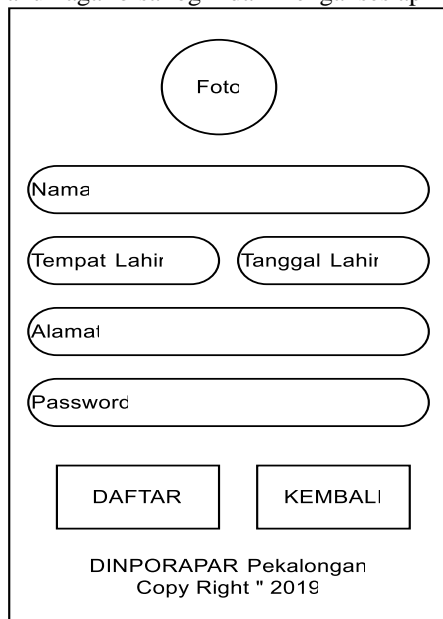 Foto
Nama
Tempat Lahir Tanggal Lahir
Alamat
Password
DAFTAR KEMBALI
DINPORAPAR Pekalongan
Copy Right " 2019